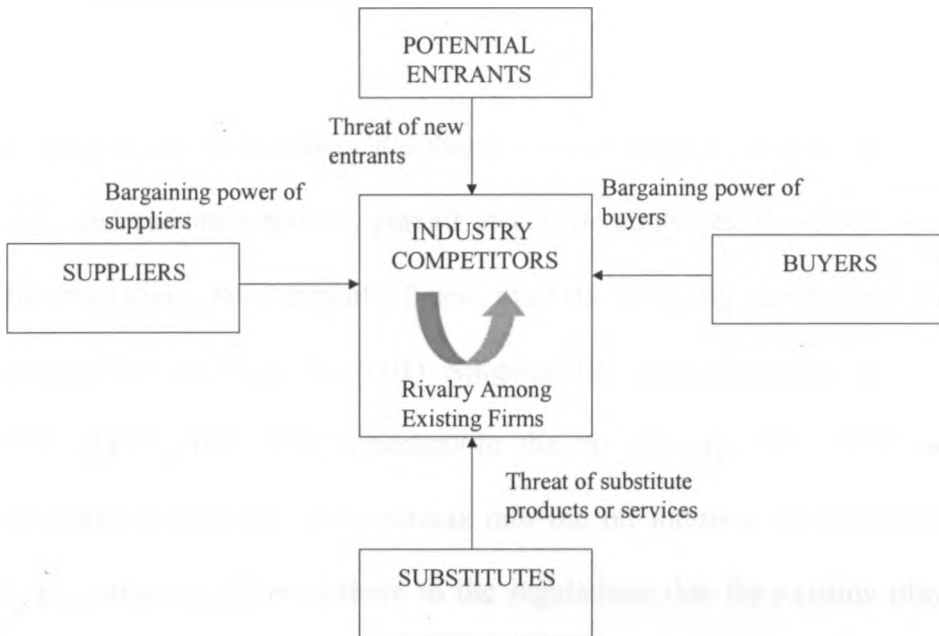 POTENTIAL
ENTRANTS
Threat of new
entrants
Bargaining power of
suppliers
Bargaining power of
buyers
SUPPLIERS
INDUSTRY
COMPETITORS
BUYERS
Rivalry Among
Existing Firms
Threat of substitute
products or services
SUBSTITUTES